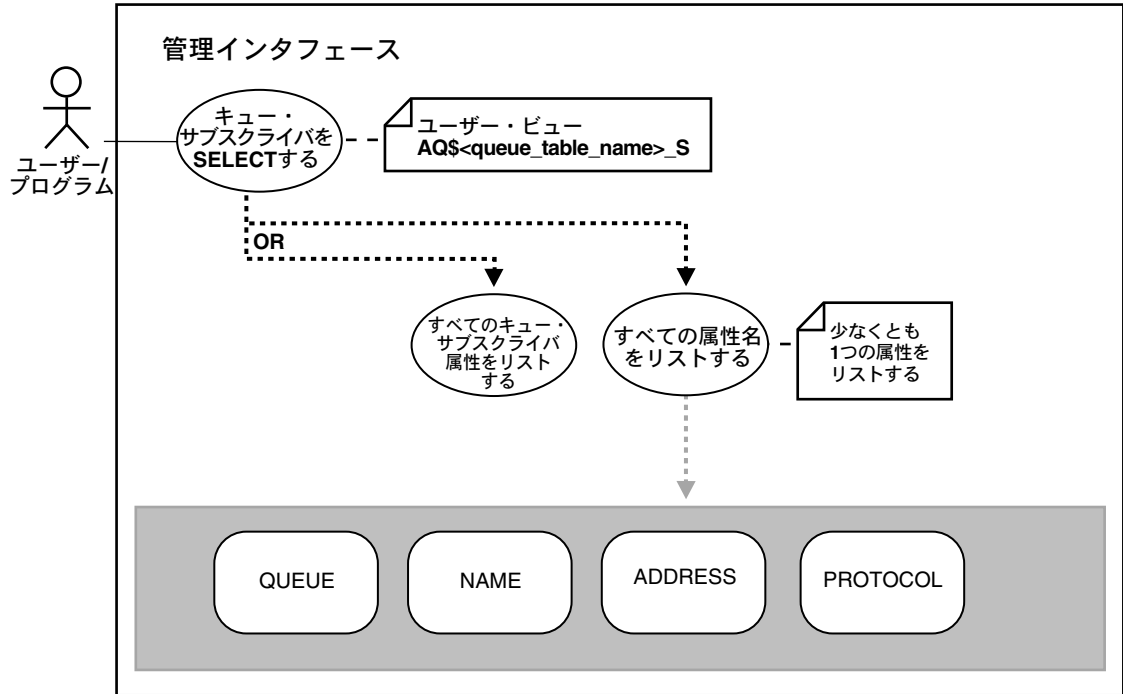 管理インタフェース
ユーザー/
プログラム
キュー・
サブスクライバを
SELECTする
ユーザー・ビュー
AQ$<queue_table_name>_S
OR
すべてのキュー・
サブスクライバ
属性をリスト
する
すべての属性名
をリストする
少なくとも
1つの属性を
リストする
QUEUE
NAME
ADDRESS
PROTOCOL